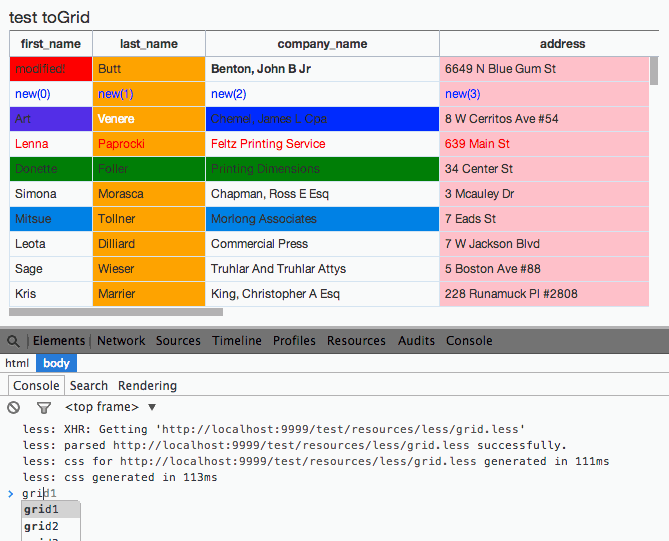 test toGrid
first_name last_name company_name address
modified! Butt Benton, John B Jr 6649 N Blue Gum St
new(0) new(1) new(2) new(3)
Art Venere Chemel, James L Cpa 8 W Cerritos Ave #54
Lenna Paprocki Feltz Printing Service 639 Main St
Donette Foller Printing Dimensions 34 Center St
Simona Morasca Chapman, Ross E Esq 3 Mcauley Dr
Mitsue Tollner Morlong Associates 7 Eads St
Leota Dilliard Commercial Press 7 W Jackson Blvd
Sage Wieser Truhlar And Truhlar Attys 5 Boston Ave #88
Kris Marrier King, Christopher A Esq 228 Runamuck Pl #2808
Elements Network Sources Timeline Profiles Resources Audits Console
html body
Console Search Rendering
<top frame> ▼
less: XHR: Getting 'http://localhost:9999/test/resources/less/grid.less'
less: parsed http://localhost:9999/test/resources/less/grid.less successfully.
less: css for http://localhost:9999/test/resources/less/grid.less generated in 111ms
less: css generated in 113ms
> grid1
grid1
grid2